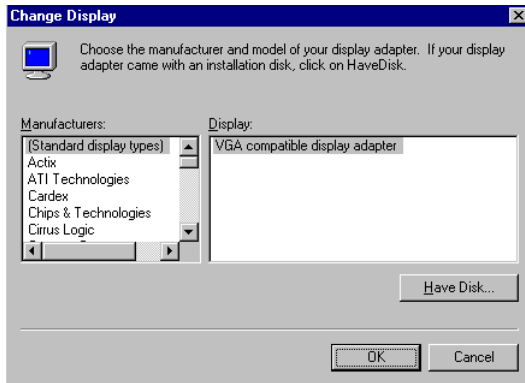 Change Display
Choose the manufacturer and model of your display adapter. If your display
adapter came with an installation disk, click on HaveDisk.
Manufacturers:
(Standard display types)
Actix
ATI Technologies
Cardex
Chips & Technologies
Cirrus Logic
Display:
VGA compatible display adapter
Have Disk...
OK
Cancel